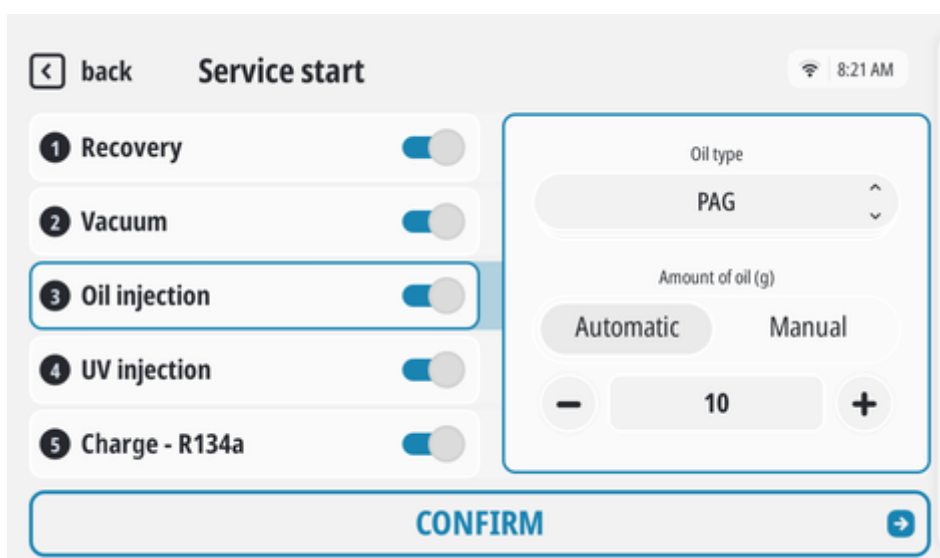 back
Service start
8:21 AM
1 Recovery
2 Vacuum
3 Oil injection
4 UV injection
5 Charge - R134a
Oil type
PAG
Amount of oil (g)
Automatic Manual
10
CONFIRM